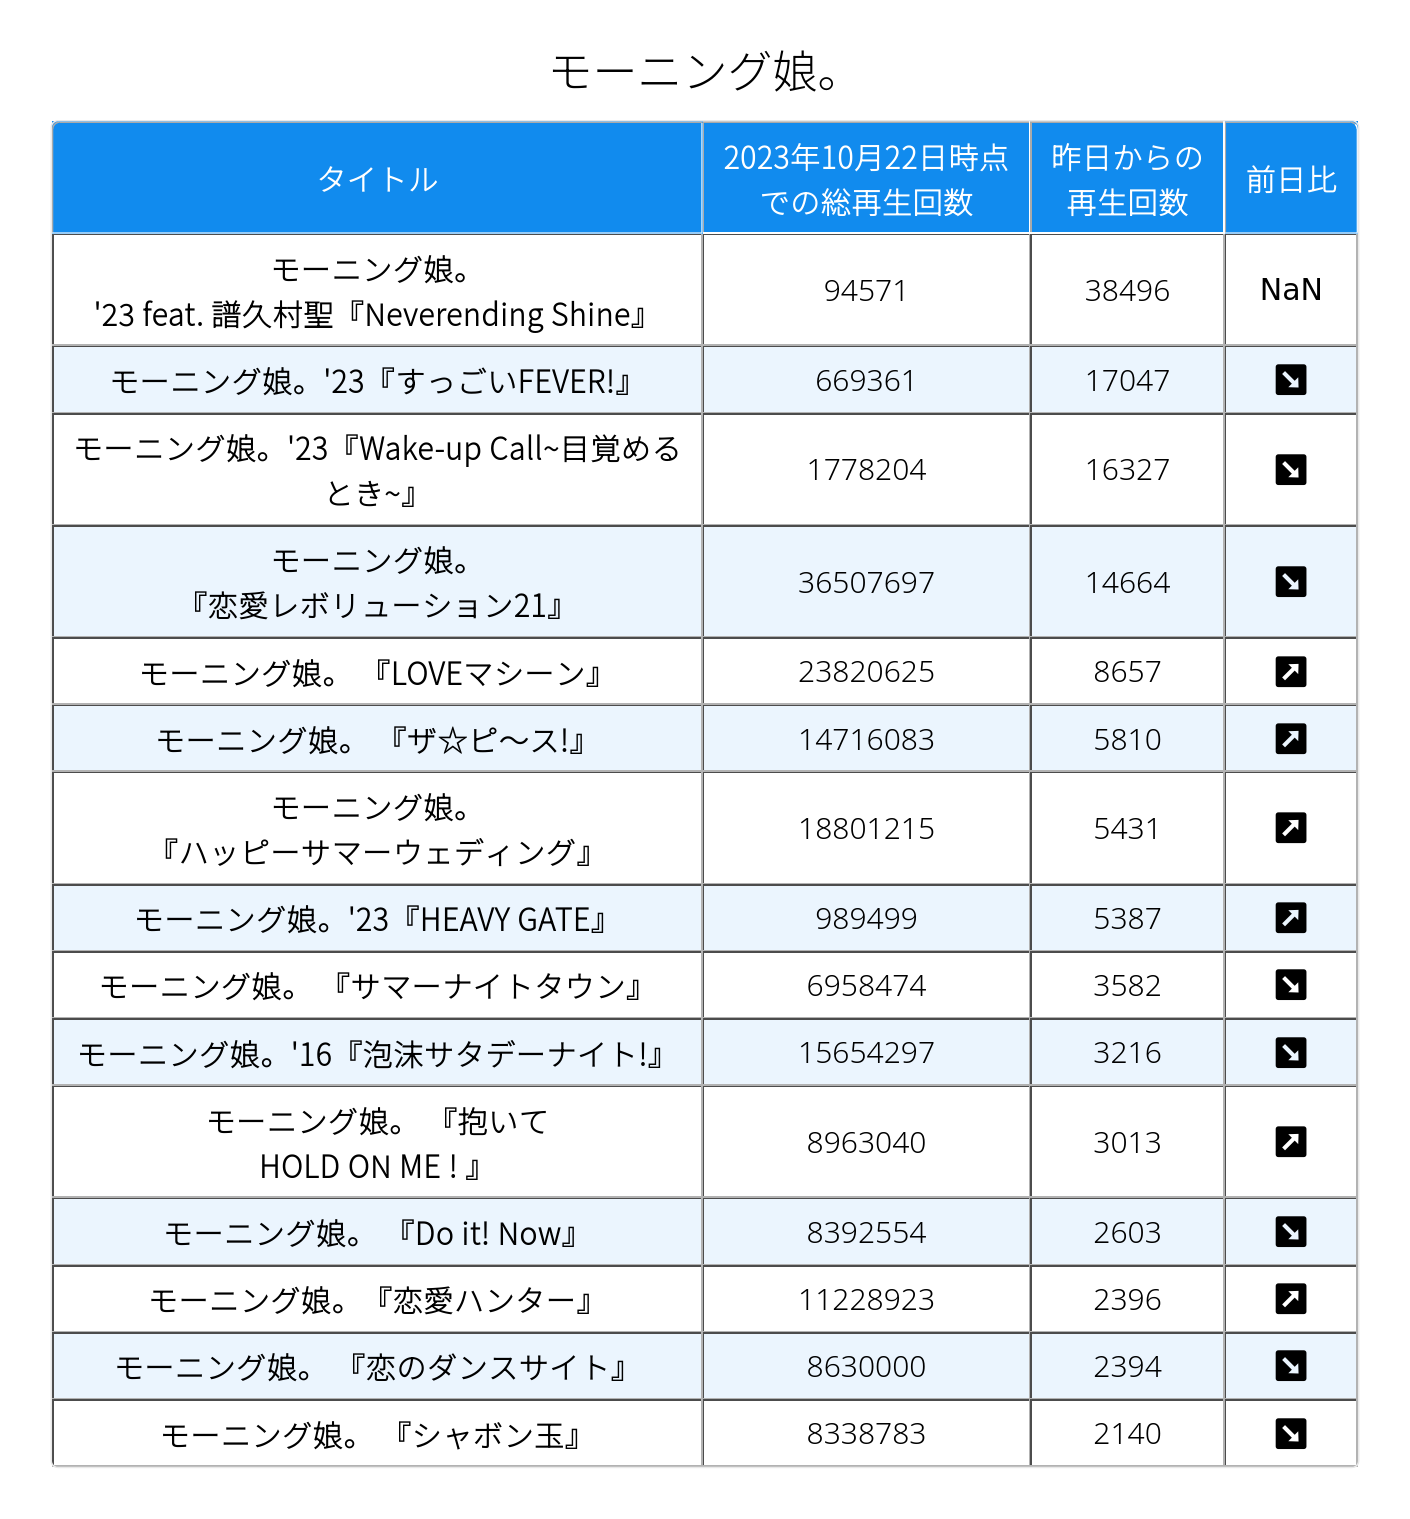 モーニング娘。
タイトル
2023年10月22日時点
での総再生回数
昨日からの
再生回数
前日比
モーニング娘。
'23 feat. 譜久村聖『Neverending Shine』
94571
38496
NaN
モーニング娘。'23『すっごいFEVER!』
669361
17047
モーニング娘。'23『Wake-up Call~目覚める
とき~』
1778204
16327
モーニング娘。
『恋愛レボリューション21』
36507697
14664
モーニング娘。 『LOVEマシーン』
23820625
8657
モーニング娘。 『ザ☆ピ〜ス!』
14716083
5810
モーニング娘。
『ハッピーサマーウェディング』
18801215
5431
モーニング娘。'23『HEAVY GATE』
989499
5387
モーニング娘。 『サマーナイトタウン』
6958474
3582
モーニング娘。'16『泡沫サタデーナイト!』
15654297
3216
モーニング娘。 『抱いて
HOLD ON ME ! 』
8963040
3013
モーニング娘。 『Do it! Now』
8392554
2603
モーニング娘。『恋愛ハンター』
11228923
2396
モーニング娘。 『恋のダンスサイト』
8630000
2394
モーニング娘。 『シャボン玉』
8338783
2140